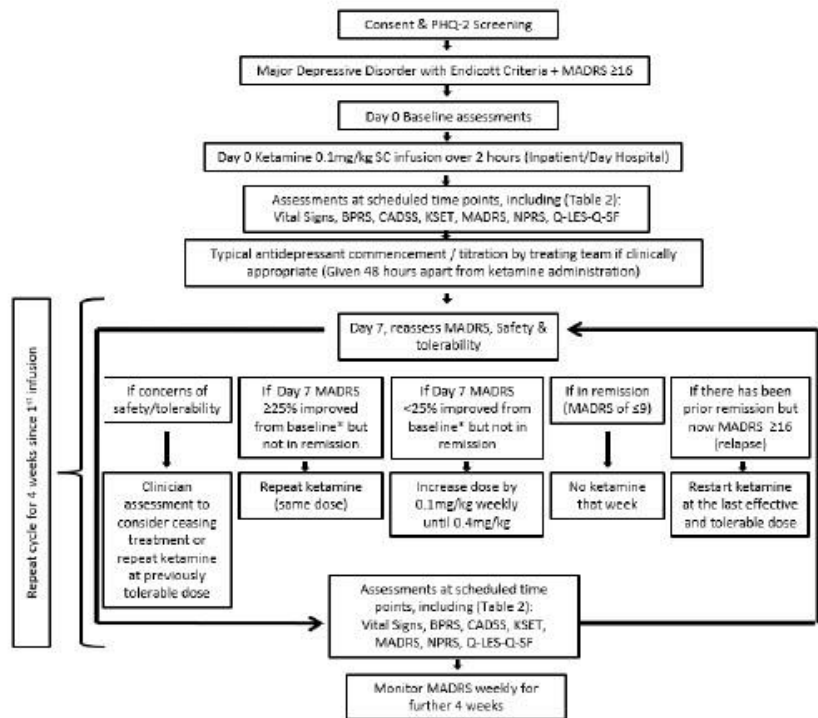 Consent & PHQ-2 Screening
Major Depressive Disorder with Endicott Criteria + MADRS ≥16
Day 0 Baseline assessments
Day 0 Ketamine 0.1mg/kg SC infusion over 2 hours (Inpatient/Day Hospital)
Assessments at scheduled time points, including (Table 2):
Vital Signs, BPRS, CADSS, KSET, MADRS, NPRS, Q-LES-Q-SF
Typical antidepressant commencement / titration by treating team if clinically
appropriate (Given 48 hours apart from ketamine administration)
Repeat cycle for 4 weeks since 1st infusion
Day 7, reassess MADRS, Safety &
tolerability
If concerns of
safety/tolerability
Clinician
assessment to
consider ceasing
treatment or
repeat ketamine
at previously
tolerable dose
If Day 7 MADRS
≥25% improved
from baseline* but
not in remission
Repeat ketamine
(same dose)
If Day 7 MADRS
<25% improved from
baseline* but not in
remission
Increase dose by
0.1mg/kg weekly
until 0.4mg/kg
If in remission
(MADRS of ≤9)
No ketamine
that week
If there has been
prior remission but
now MADRS ≥16
(relapse)
Restart ketamine
at the last effective
and tolerable dose
Assessments at scheduled time
points, including (Table 2):
Vital Signs, BPRS, CADSS, KSET,
MADRS, NPRS, Q-LES-Q-SF
Monitor MADRS weekly for
further 4 weeks